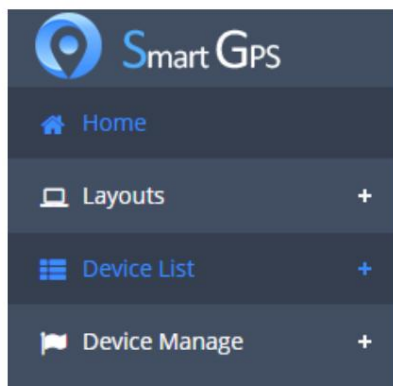 Smart GPS
Home
Layouts +
Device List +
Device Manage +